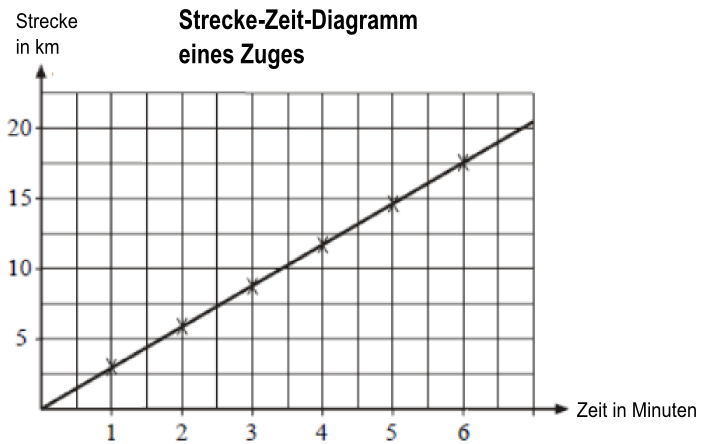 Strecke
in km
Strecke-Zeit-Diagramm
eines Zuges
20
15
10
5
1 2 3 4 5 6
Zeit in Minuten